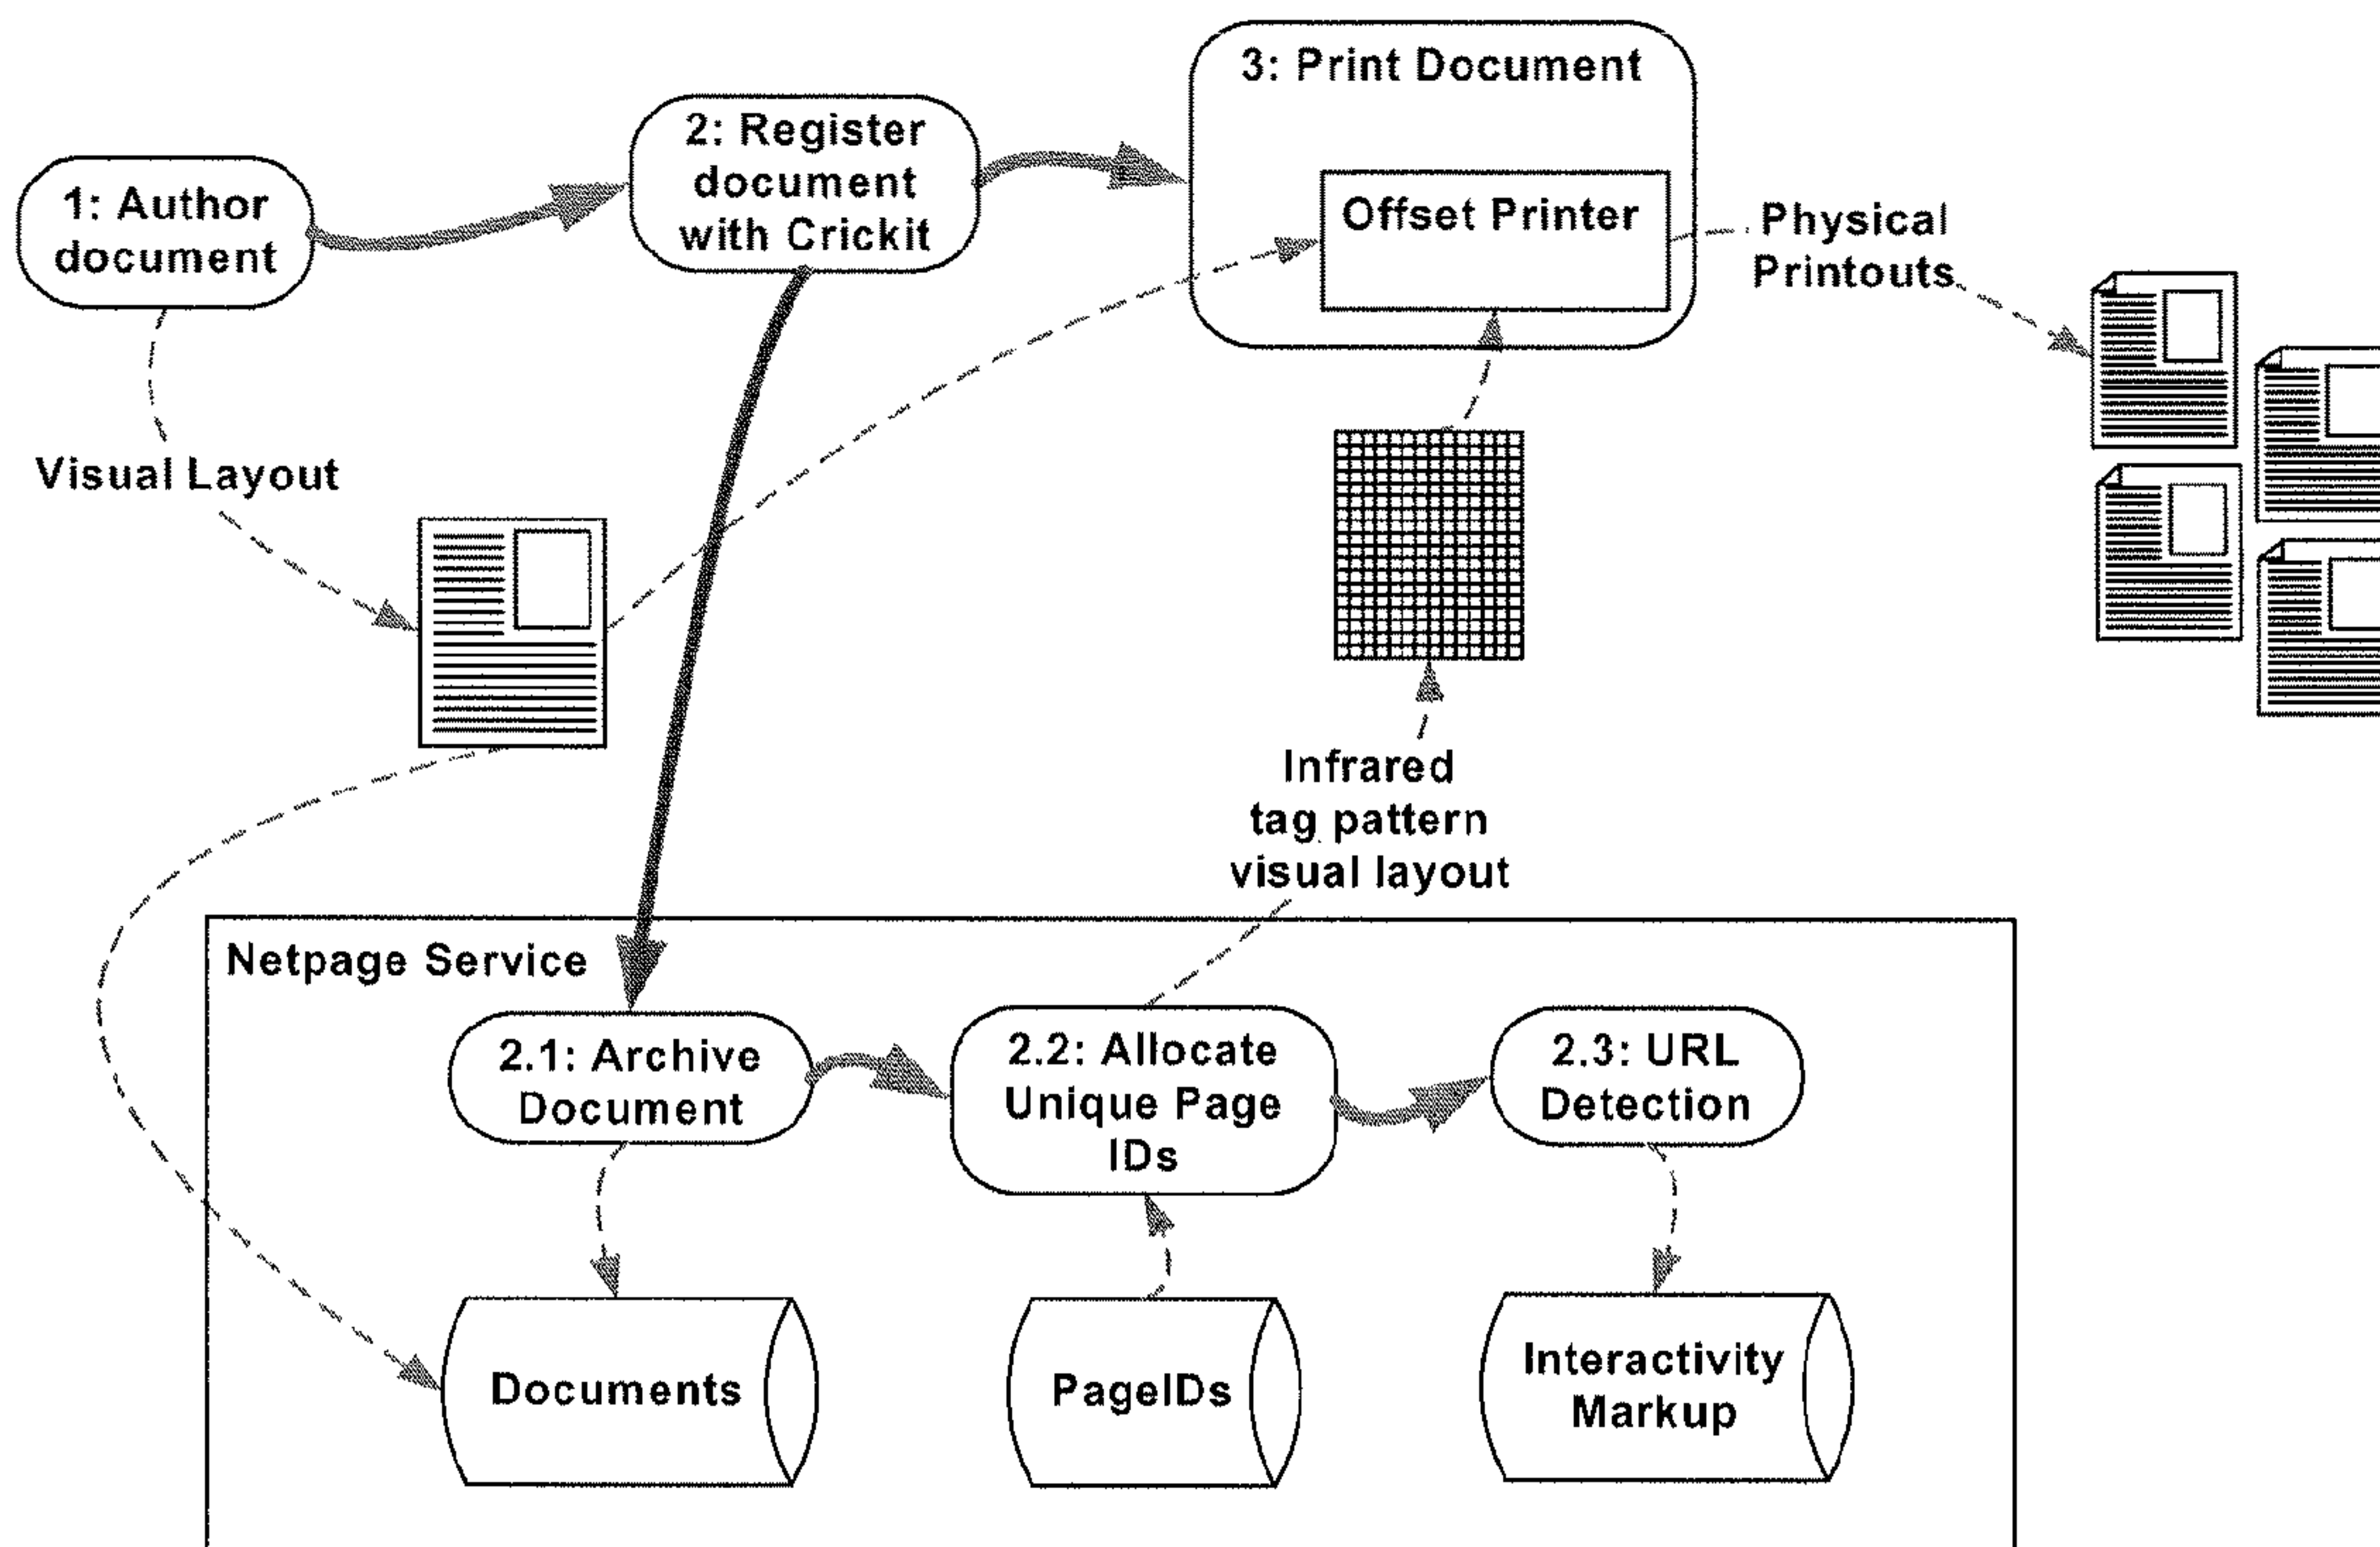 3: Print Document
2: Register
document
with Crickit
1: Author
document
Offset Printer
Physical
Printouts
Visual Layout
Infrared
tag pattern
visual layout
Netpage Service
2.1: Archive
Document
2.2: Allocate
Unique Page
IDs
2.3: URL
Detection
Documents
PageIDs
Interactivity
Markup